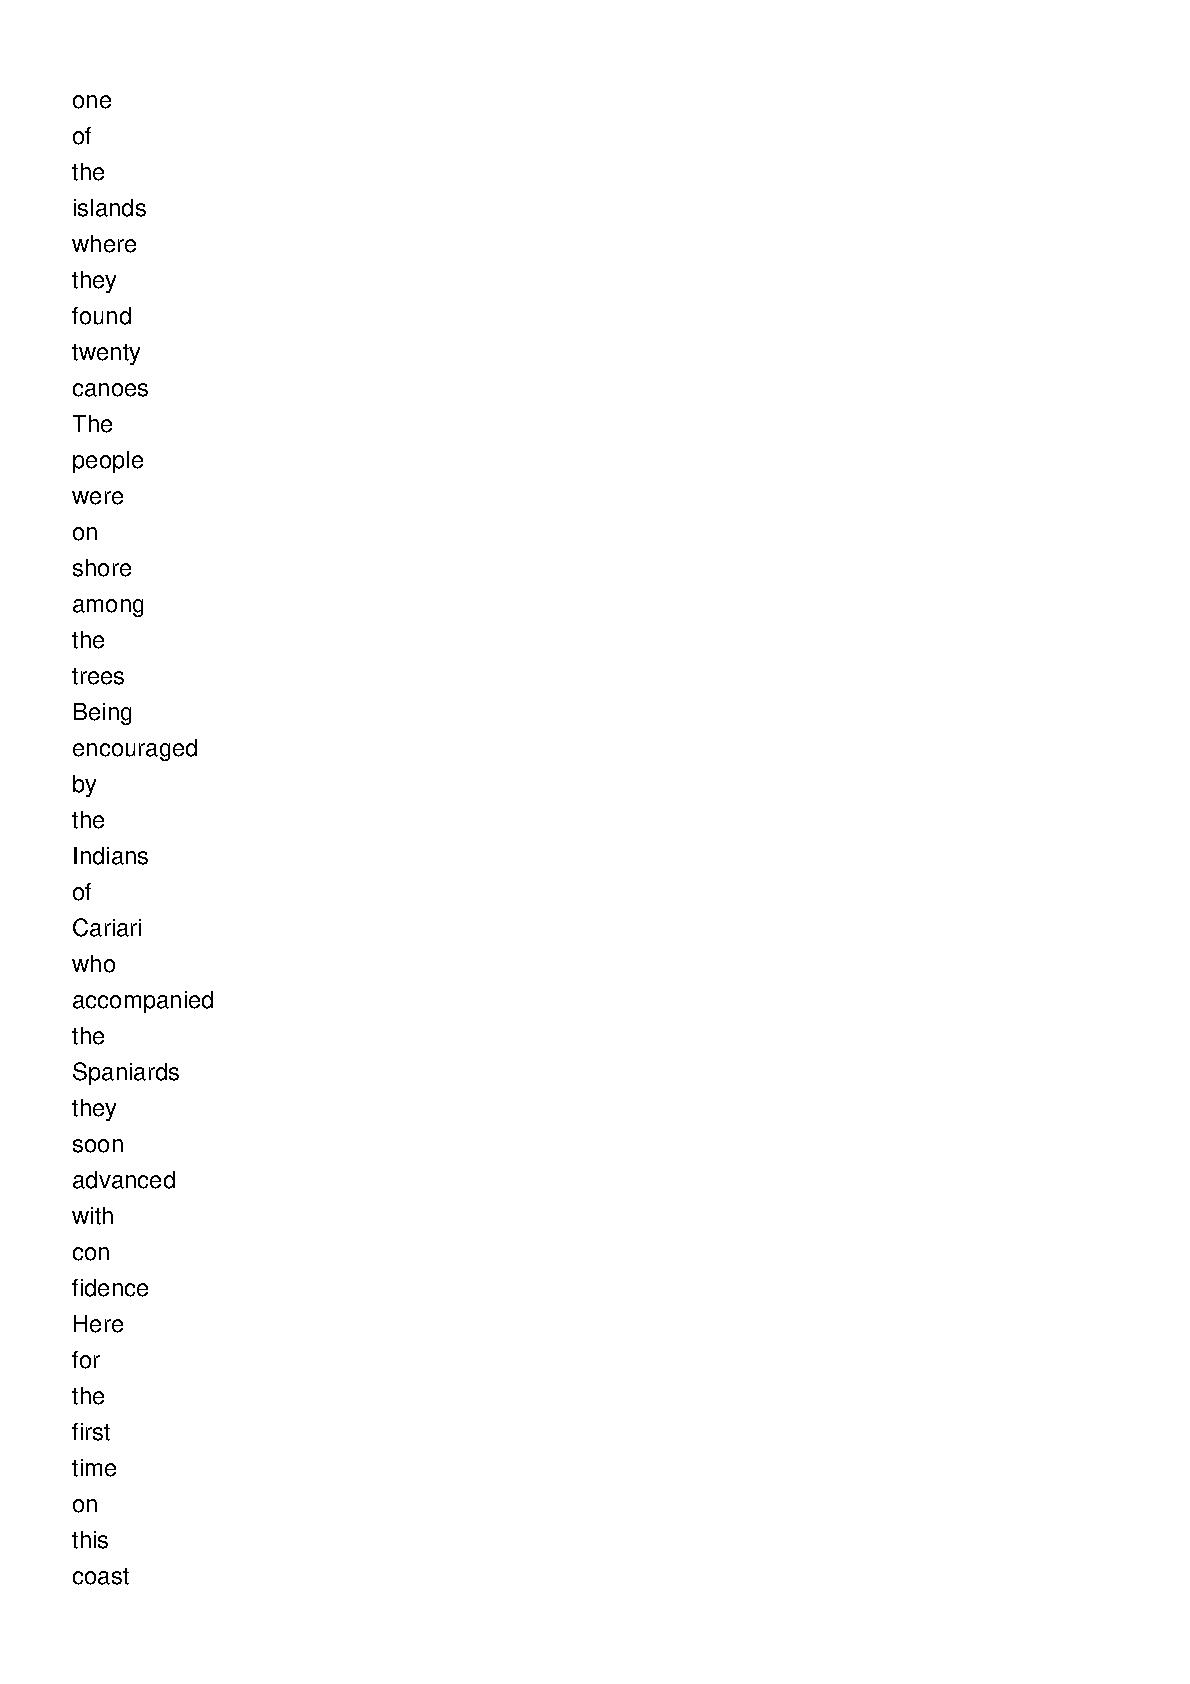 one
of
the
islands
where
they
found
twenty
canoes
The
people
were
on
shore
among
the
trees
Being
encouraged
by
the
Indians
of
Cariari
who
accompanied
the
Spaniards
they
soon
advanced
with
con
fidence
Here
for
the
first
time
on
this
coast